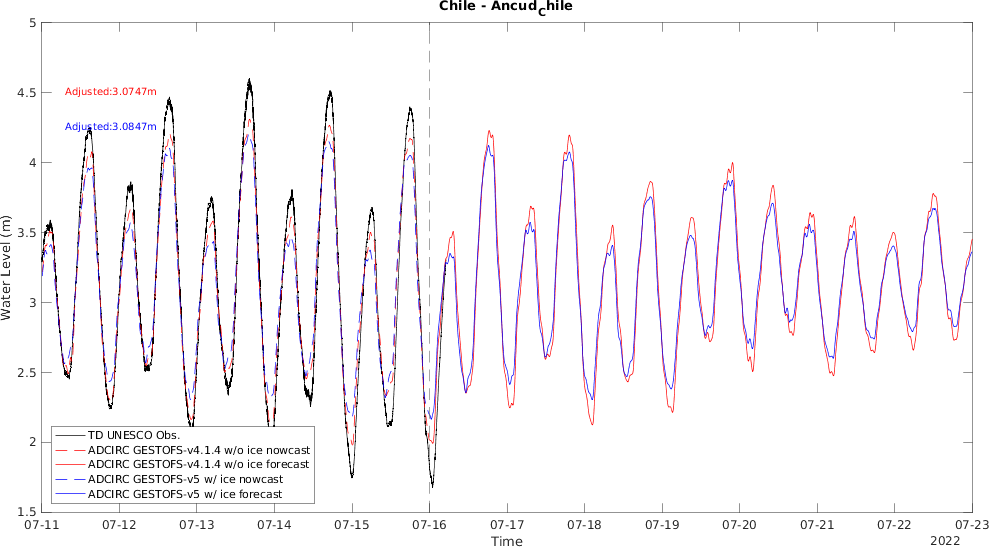 Chile - Ancud_Chile
5
4.5
4
3.5
3
2.5
2
1.5
Water Level (m)
Adjusted:3.0747m
Adjusted:3.0847m
TD UNESCO Obs.
ADCIRC GESTOFS-v4.1.4 w/o ice nowcast
ADCIRC GESTOFS-v4.1.4 w/o ice forecast
ADCIRC GESTOFS-v5 w/ ice nowcast
ADCIRC GESTOFS-v5 w/ ice forecast
07-11 07-12 07-13 07-14 07-15 07-16 07-17 07-18 07-19 07-20 07-21 07-22 07-23
Time
2022